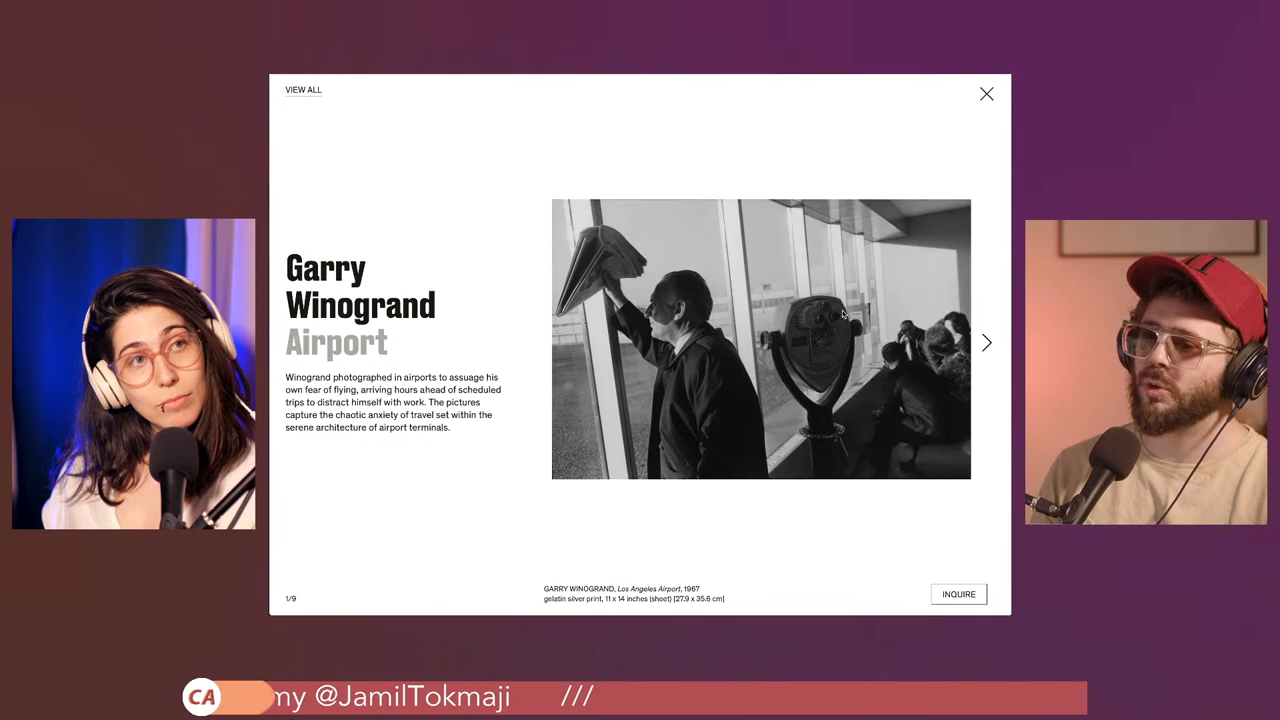 VIEW ALL
Garry
Winogrand
Airport
Winogrand photographed in airports to assuage his
own fear of flying, arriving hours ahead of scheduled
trips to distract himself with work. The pictures
capture the chaotic anxiety of travel set within the
serene architecture of airport terminals.
1/9
GARRY WINOGRAND, Los Angeles Airport, 1967
gelatin silver print, 11 x 14 inches (sheet) [27.9 x 35.6 cm]
INQUIRE
CA
my @JamilTokmaji ///